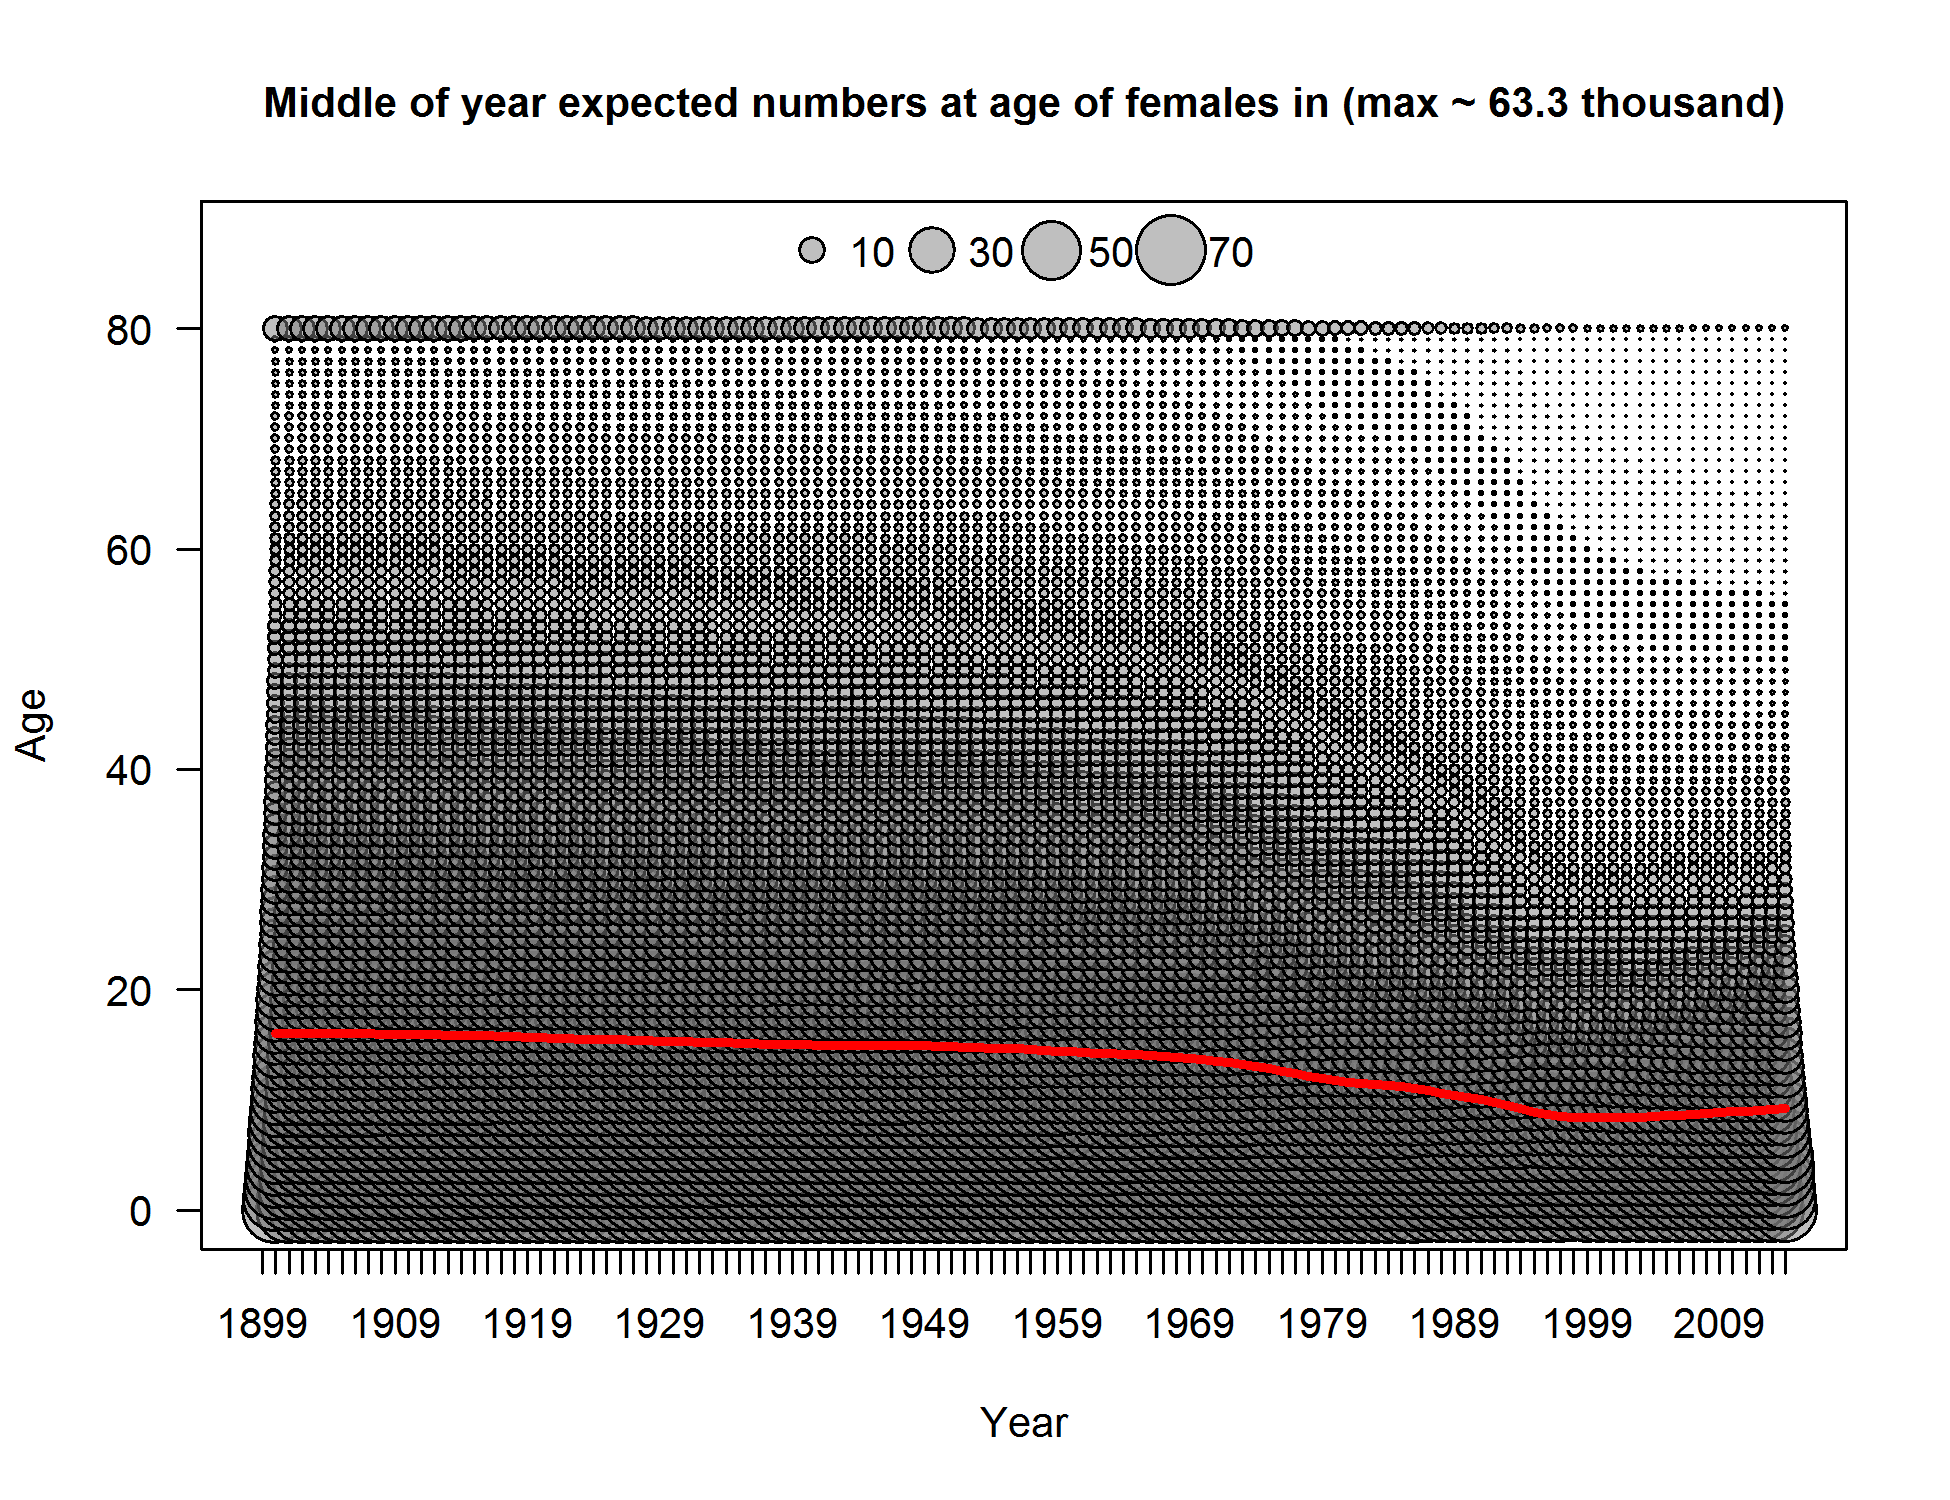 Middle of year expected numbers at age of females in (max ~ 63.3 thousand)
10 30 50 70
80
60
40
20
0
Age
1899 1909 1919 1929 1939 1949 1959 1969 1979 1989 1999 2009
Year